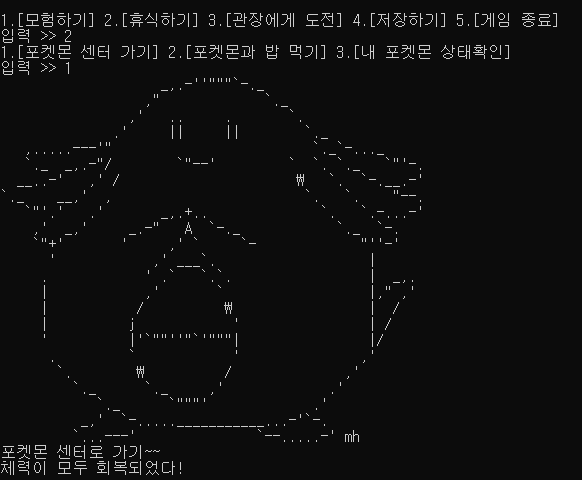 1.[모험하기] 2.[휴식하기] 3.[관장에게 도전] 4.[저장하기] 5.[게임 종료]
입력 >> 2
1.[포켓몬 센터 가기] 2.[포켓몬과 밥 먹기] 3.[내 포켓몬 상태확인]
입력 >> 1
mh
포켓몬 센터로 가기~~
체력이 모두 회복되었다!